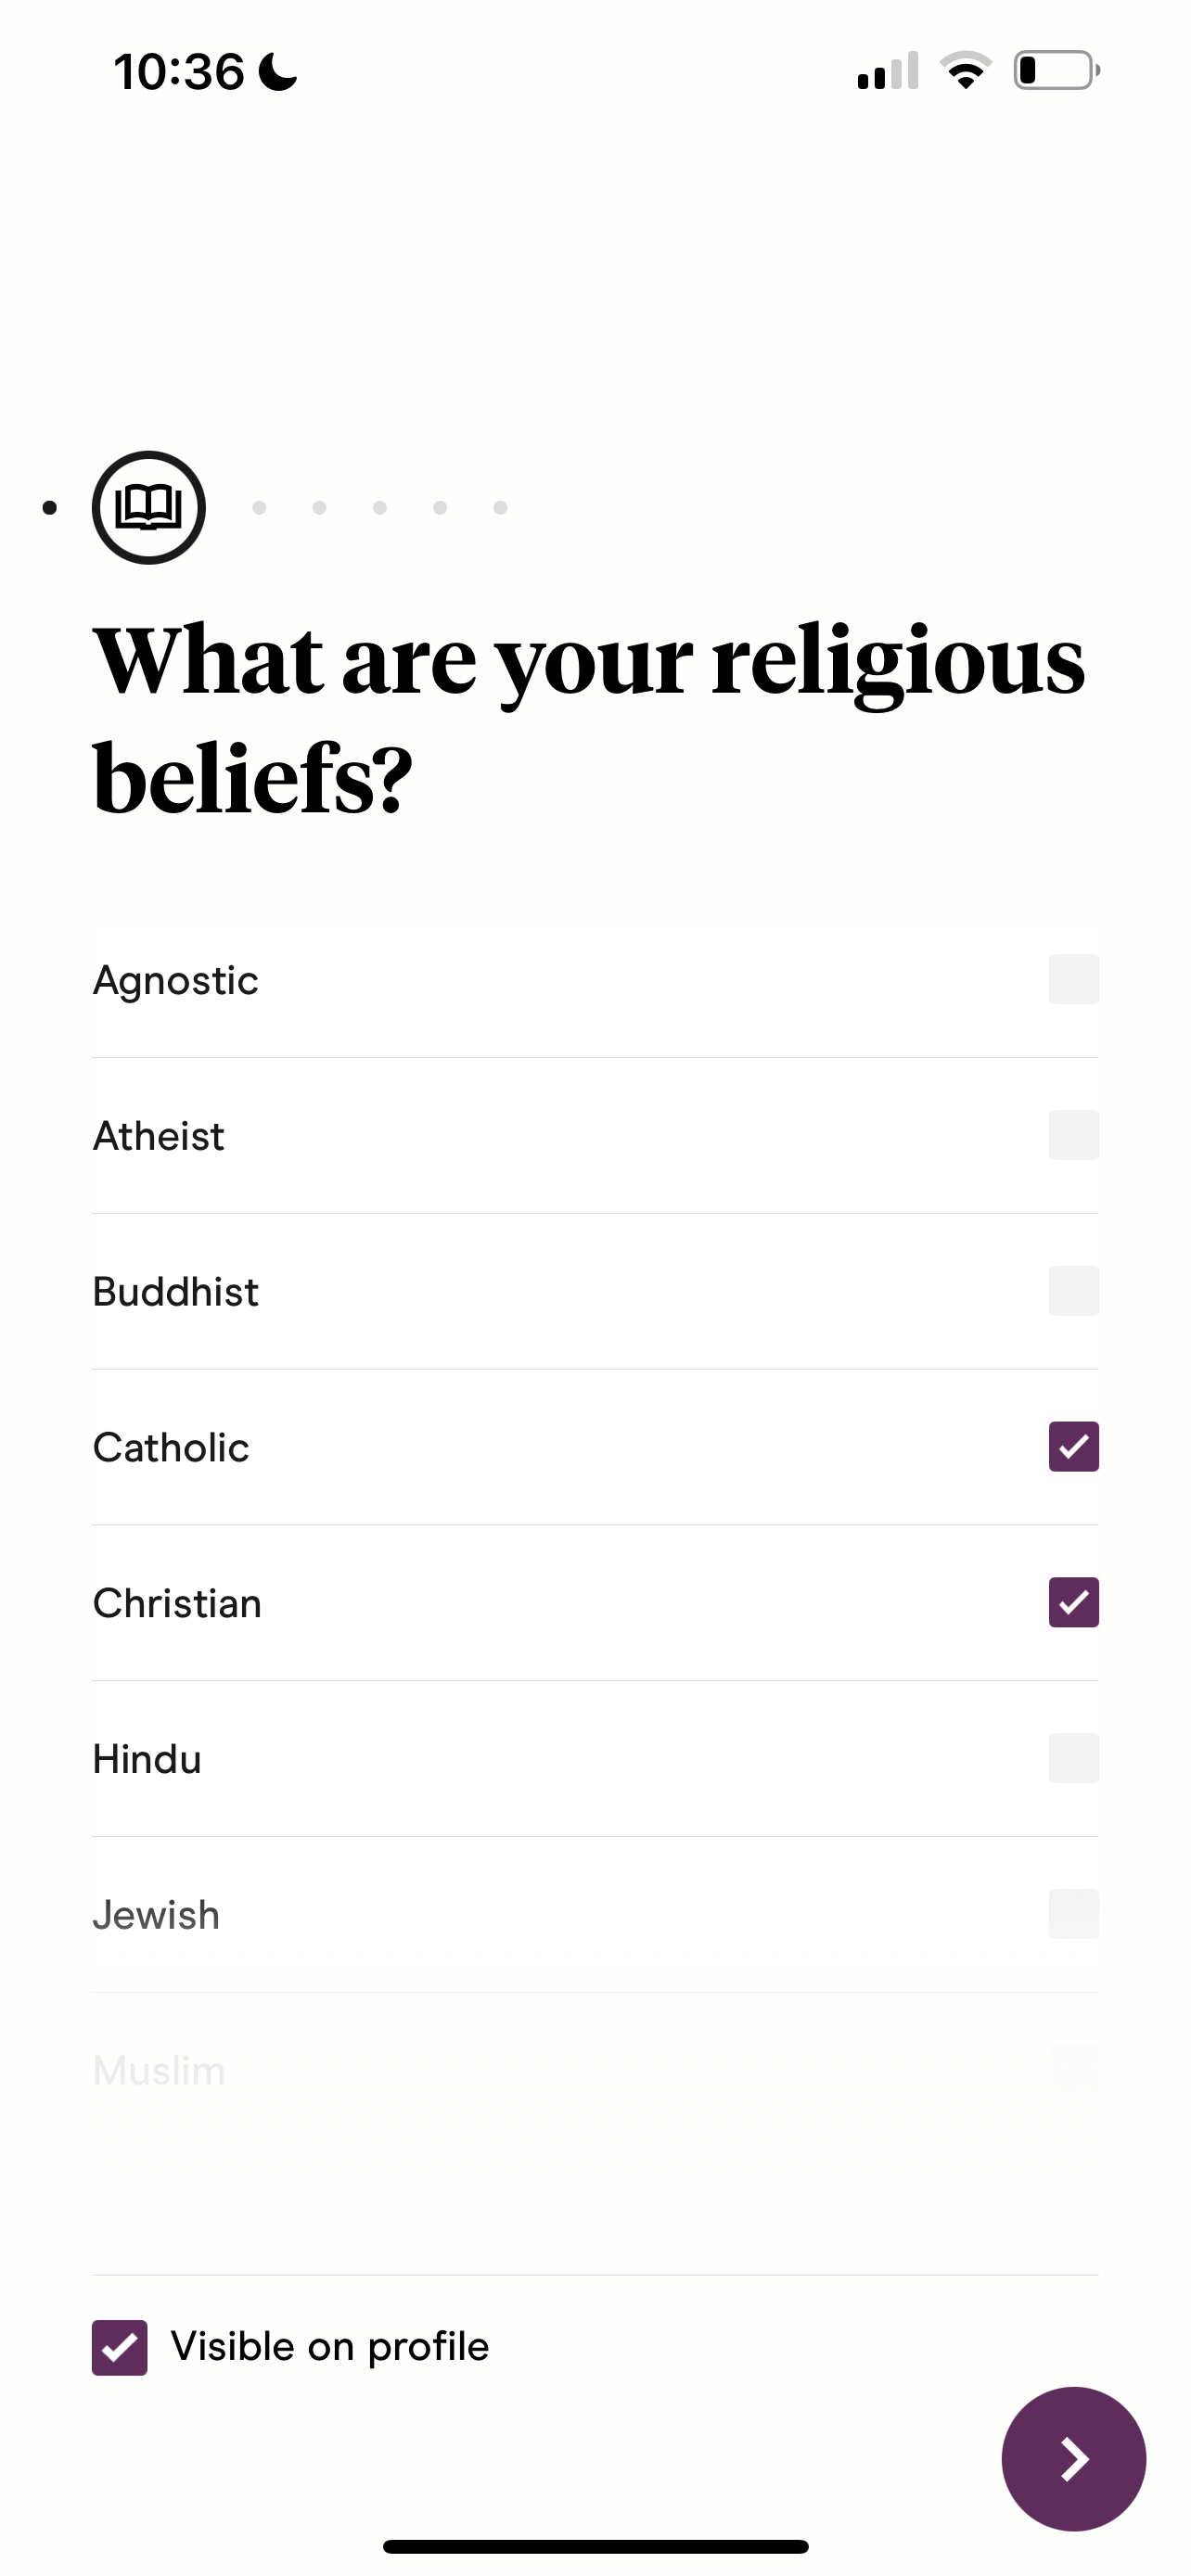 10:36
What are your religious
beliefs?
Agnostic
Atheist
Buddhist
Catholic
Christian
Hindu
Jewish
Muslim
Visible on profile